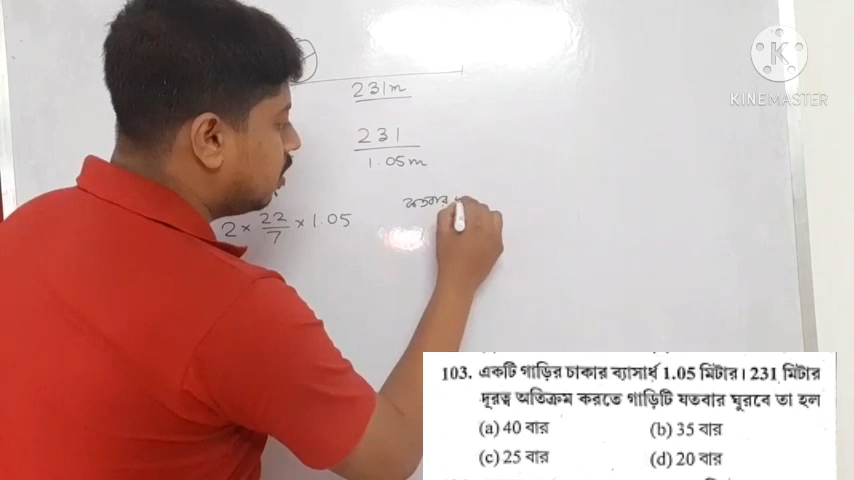 KINEMASTER
231m
231
1.05m
যতবার
2 × 22/7 × 1.05
103. একটি গাড়ির চাকার ব্যাসার্ধ 1.05 মিটার। 231 মিটার
দূরত্ব অতিক্রম করতে গাড়িটি যতবার ঘুরবে তা হল
(a) 40 বার (b) 35 বার
(c) 25 বার (d) 20 বার